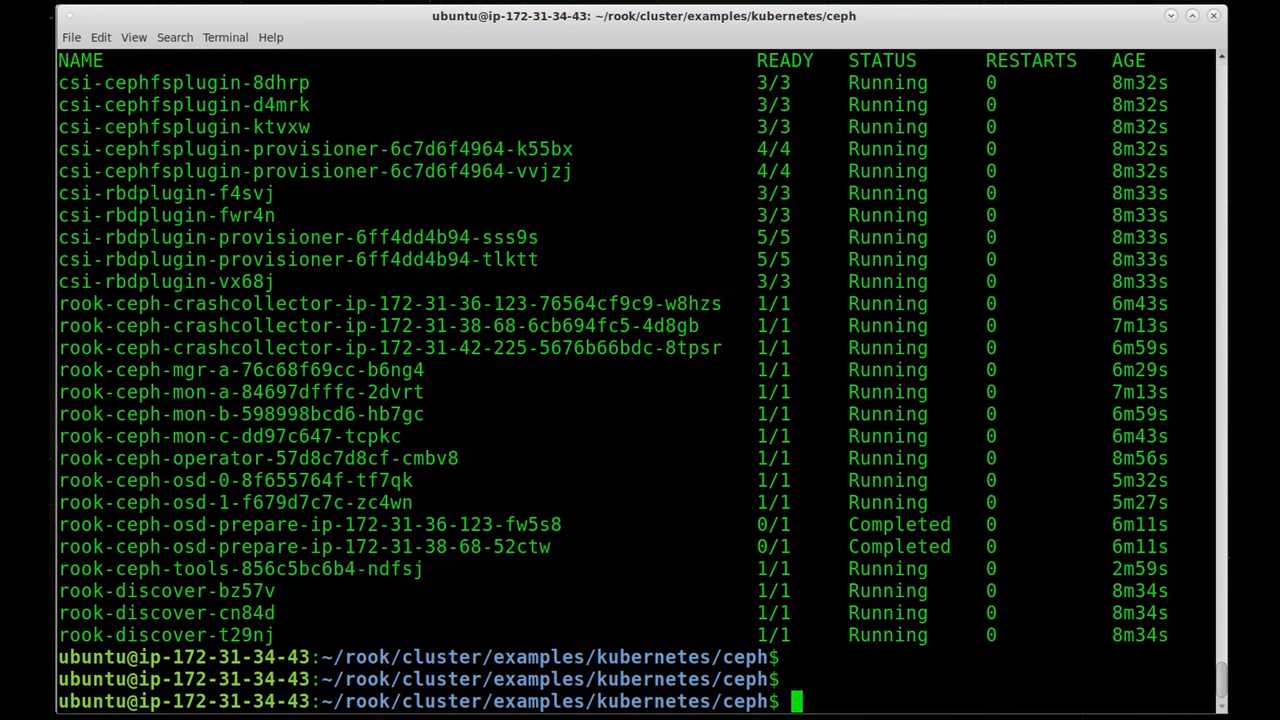 ubuntu@ip-172-31-34-43: ~/rook/cluster/examples/kubernetes/ceph
File Edit View Search Terminal Help
NAME READY STATUS RESTARTS AGE
csi-cephfsplugin-8dhrp 3/3 Running 0 8m32s
csi-cephfsplugin-d4mrk 3/3 Running 0 8m32s
csi-cephfsplugin-ktvxw 3/3 Running 0 8m32s
csi-cephfsplugin-provisioner-6c7d6f4964-k55bx 4/4 Running 0 8m32s
csi-cephfsplugin-provisioner-6c7d6f4964-vvjzj 4/4 Running 0 8m32s
csi-rbdplugin-f4svj 3/3 Running 0 8m33s
csi-rbdplugin-fwr4n 3/3 Running 0 8m33s
csi-rbdplugin-provisioner-6ff4dd4b94-sss9s 5/5 Running 0 8m33s
csi-rbdplugin-provisioner-6ff4dd4b94-tlktt 5/5 Running 0 8m33s
csi-rbdplugin-vx68j 3/3 Running 0 8m33s
rook-ceph-crashcollector-ip-172-31-36-123-76564cf9c9-w8hzs 1/1 Running 0 6m43s
rook-ceph-crashcollector-ip-172-31-38-68-6cb694fc5-4d8gb 1/1 Running 0 7m13s
rook-ceph-crashcollector-ip-172-31-42-225-5676b66bdc-8tpsr 1/1 Running 0 6m59s
rook-ceph-mgr-a-76c68f69cc-b6ng4 1/1 Running 0 6m29s
rook-ceph-mon-a-84697dfffc-2dvrt 1/1 Running 0 7m13s
rook-ceph-mon-b-598998bcd6-hb7gc 1/1 Running 0 6m59s
rook-ceph-mon-c-dd97c647-tcpkc 1/1 Running 0 6m43s
rook-ceph-operator-57d8c7d8cf-cmbv8 1/1 Running 0 8m56s
rook-ceph-osd-0-8f655764f-tf7qk 1/1 Running 0 5m32s
rook-ceph-osd-1-f679d7c7c-zc4wn 1/1 Running 0 5m27s
rook-ceph-osd-prepare-ip-172-31-36-123-fw5s8 0/1 Completed 0 6m11s
rook-ceph-osd-prepare-ip-172-31-38-68-52ctw 0/1 Completed 0 6m11s
rook-ceph-tools-856c5bc6b4-ndfsj 1/1 Running 0 2m59s
rook-discover-bz57v 1/1 Running 0 8m34s
rook-discover-cn84d 1/1 Running 0 8m34s
rook-discover-t29nj 1/1 Running 0 8m34s
ubuntu@ip-172-31-34-43:~/rook/cluster/examples/kubernetes/ceph$
ubuntu@ip-172-31-34-43:~/rook/cluster/examples/kubernetes/ceph$
ubuntu@ip-172-31-34-43:~/rook/cluster/examples/kubernetes/ceph$